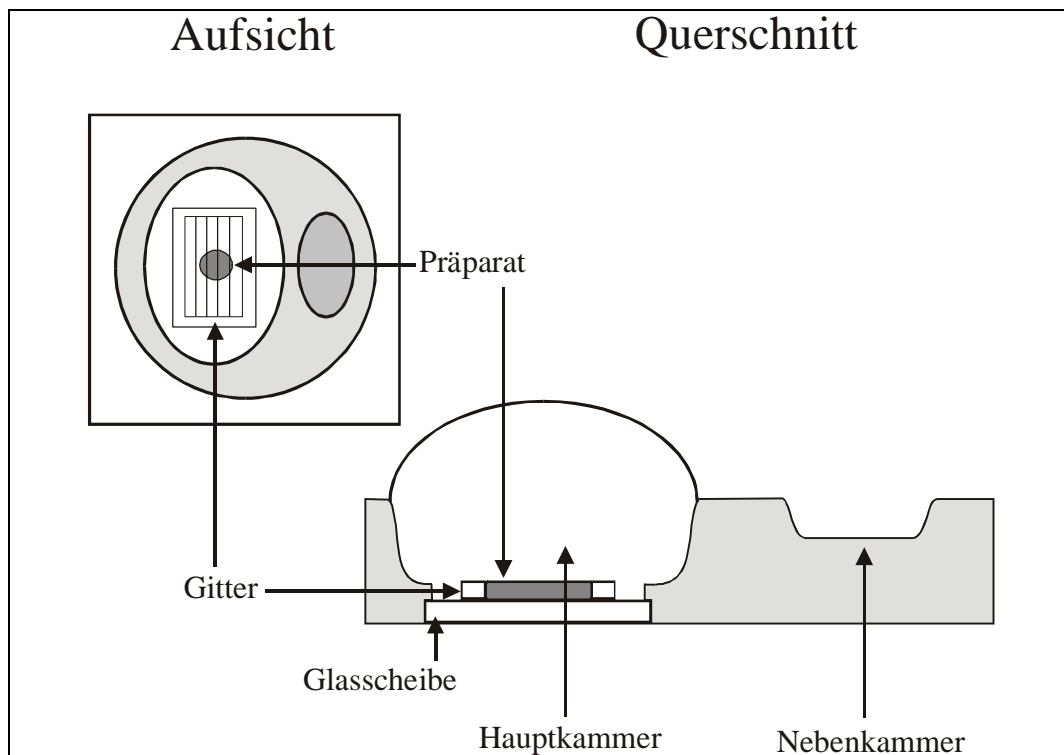 Aufsicht
Querschnitt
Präparat
Gitter
Glasscheibe
Hauptkammer
Nebenkammer